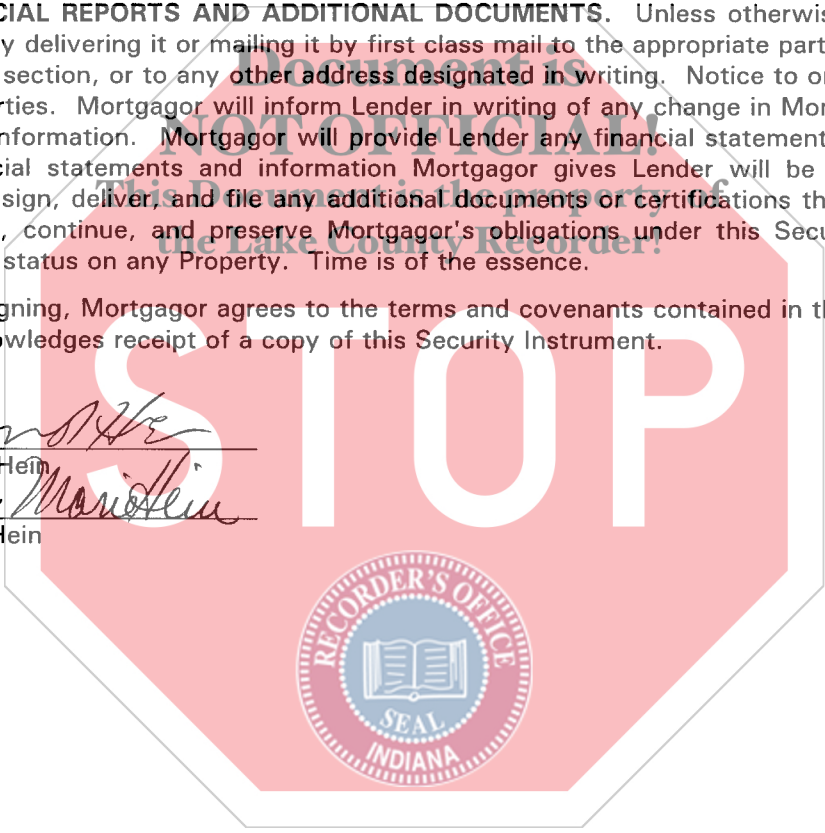 CIAL REPORTS AND ADDITIONAL DOCUMENTS. Unless otherwis
y delivering it or mailing it by first class mail to the appropriate part
Document is
section, or to any other address designated in writing. Notice to or
rties. Mortgagor will inform Lender in writing of any change in Mor
NOT OFFICIAL!
nformation. Mortgagor will provide Lender any financial statement
cial statements and information Mortgagor gives Lender will be
This Document is the property of
sign, deliver, and file any additional documents or certifications th
, continue, and preserve Mortgagor's obligations under this Secu
the Lake County Recorder!
status on any Property. Time is of the essence.
gning, Mortgagor agrees to the terms and covenants contained in th
owledges receipt of a copy of this Security Instrument.
STOP
Hein
Marie Hein
Hein
RECORDER'S OFFICE
SEAL
INDIANA